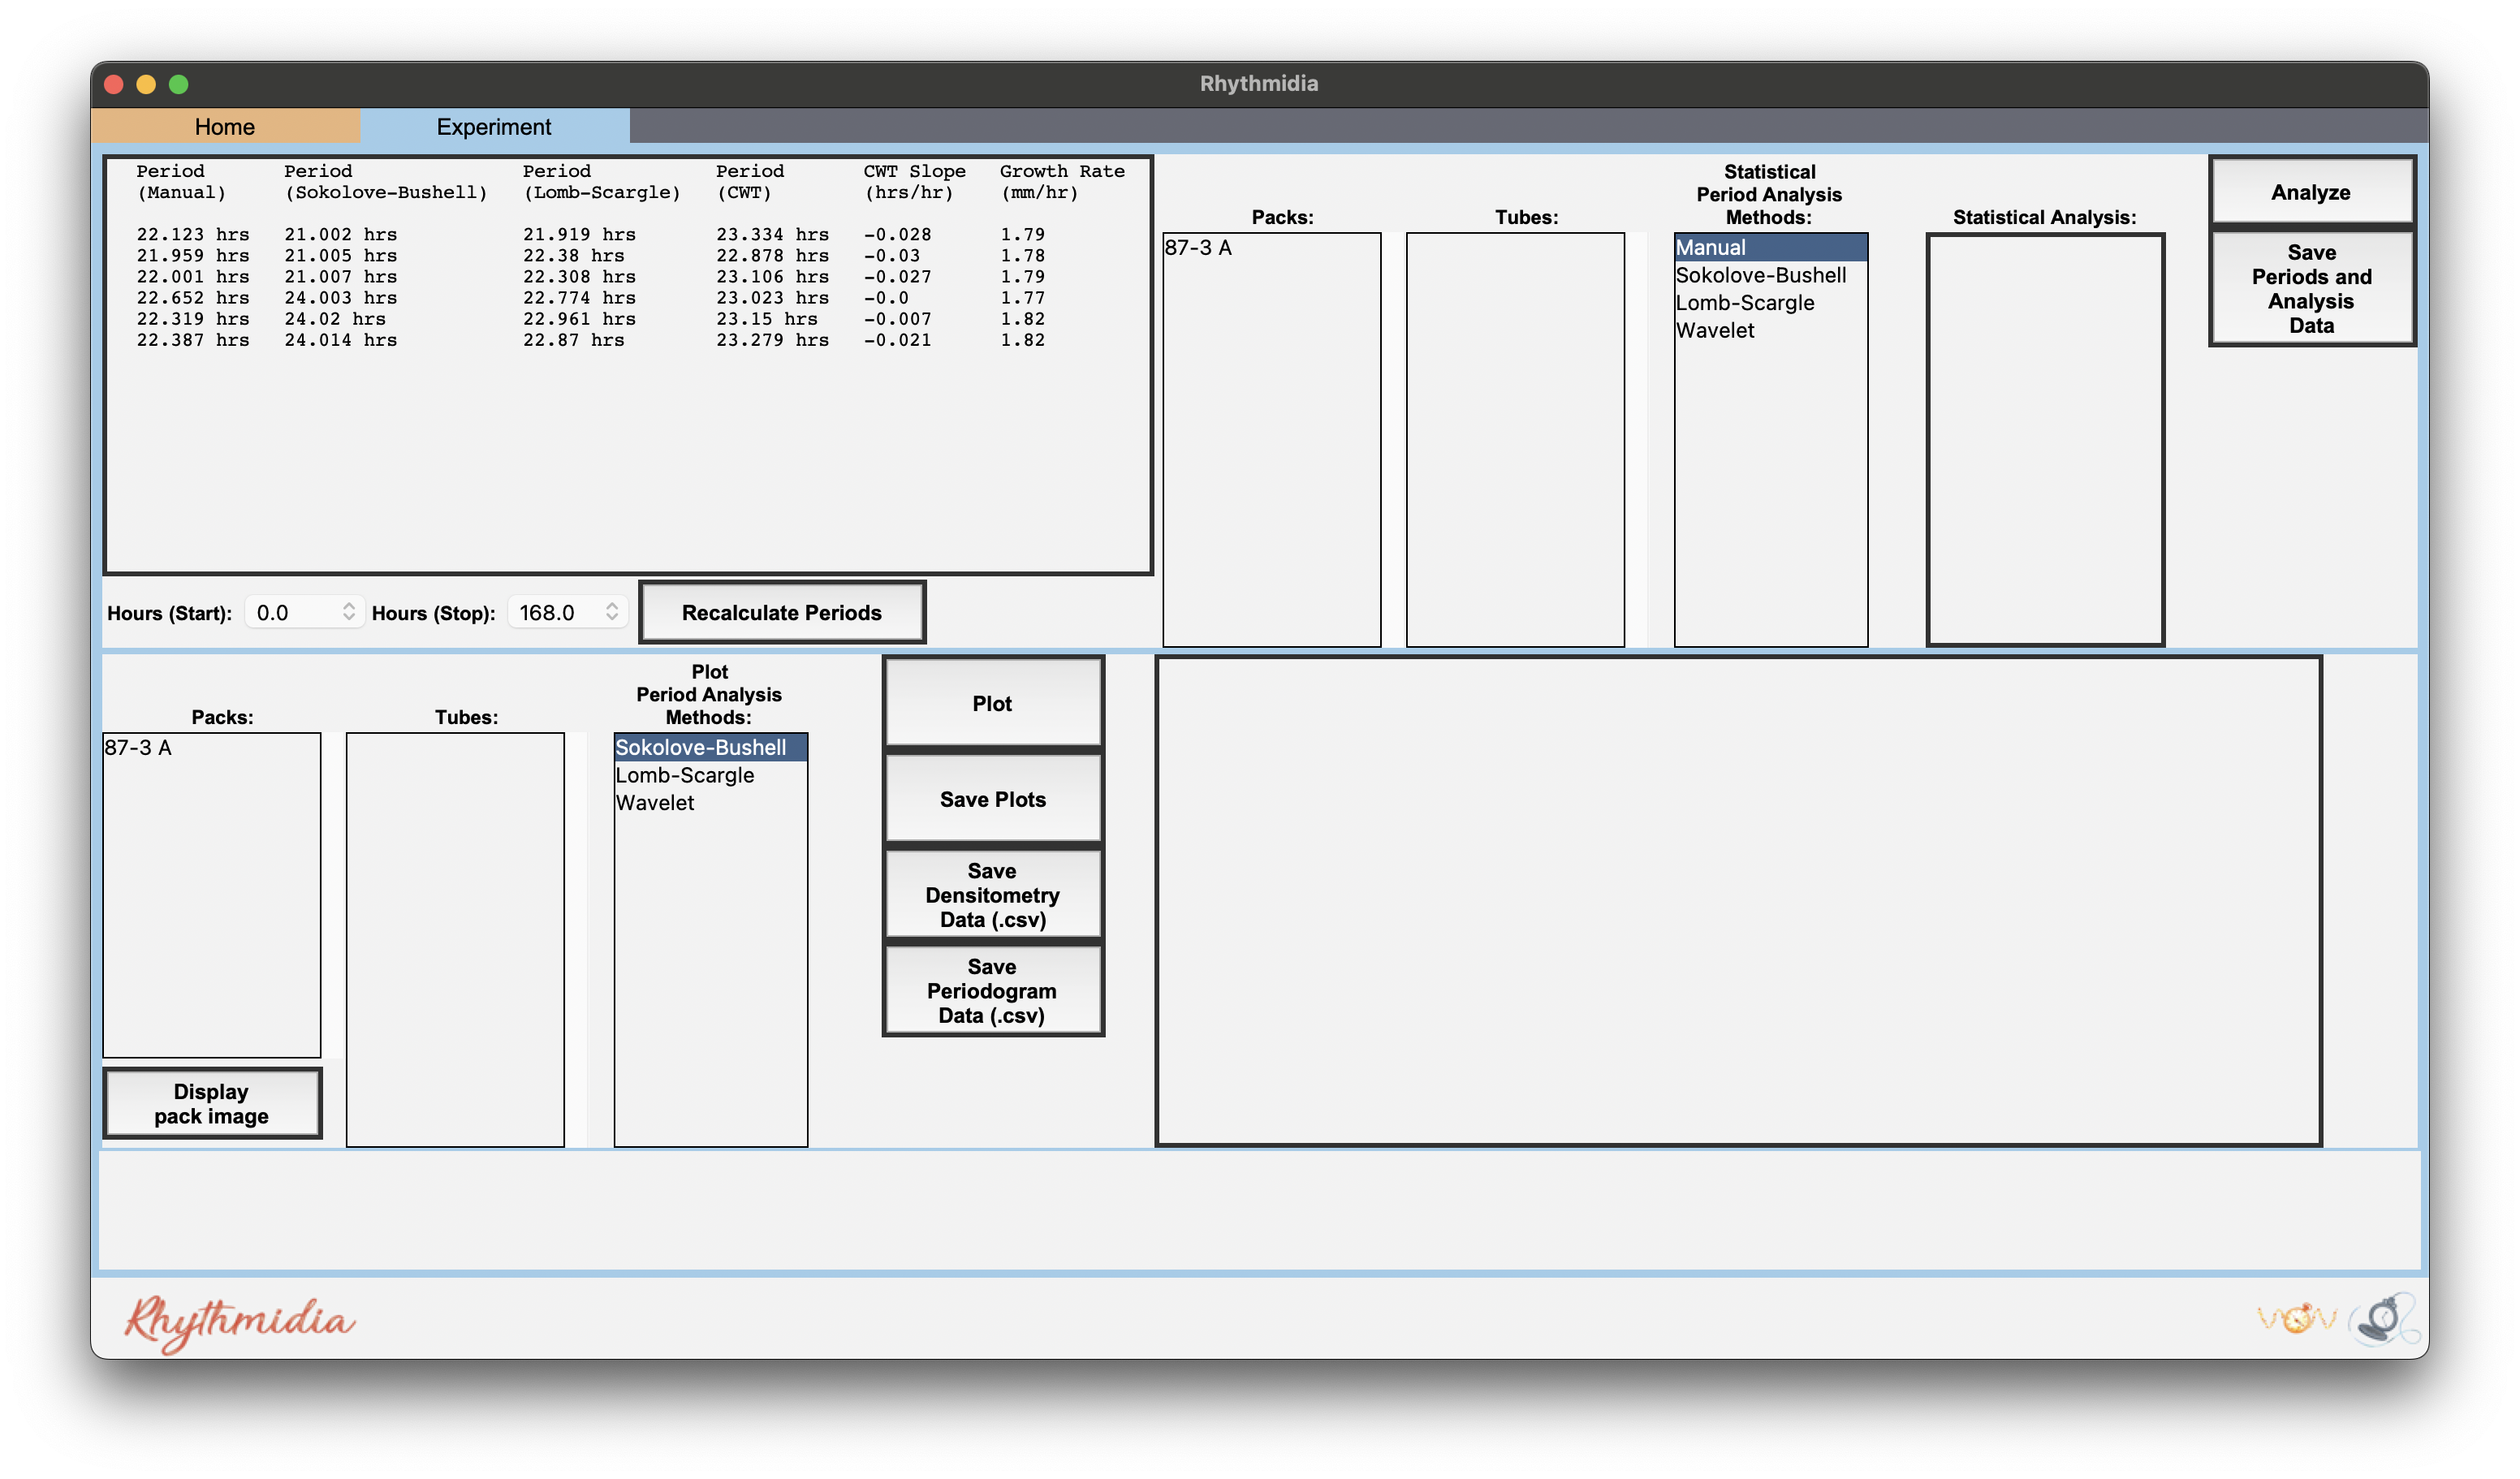 Rhythmidia
Home Experiment
Period Period Period Period CWT Slope Growth Rate
(Manual) (Sokolove-Bushell) (Lomb-Scargle) (CWT) (hrs/hr) (mm/hr)
22.123 hrs 21.002 hrs 21.919 hrs 23.334 hrs -0.028 1.79
21.959 hrs 21.005 hrs 22.38 hrs 22.878 hrs -0.03 1.78
22.001 hrs 21.007 hrs 22.308 hrs 23.106 hrs -0.027 1.79
22.652 hrs 24.003 hrs 22.774 hrs 23.023 hrs -0.0 1.77
22.319 hrs 24.02 hrs 22.961 hrs 23.15 hrs -0.007 1.82
22.387 hrs 24.014 hrs 22.87 hrs 23.279 hrs -0.021 1.82
Hours (Start): 0.0 Hours (Stop): 168.0 Recalculate Periods
Packs:
87-3 A
Tubes:
Statistical
Period Analysis
Methods:
Manual
Sokolove-Bushell
Lomb-Scargle
Wavelet
Statistical Analysis:
Analyze
Save
Periods and
Analysis
Data
Packs:
87-3 A
Display
pack image
Tubes:
Plot
Period Analysis
Methods:
Sokolove-Bushell
Lomb-Scargle
Wavelet
Plot
Save Plots
Save
Densitometry
Data (.csv)
Save
Periodogram
Data (.csv)
Rhythmidia